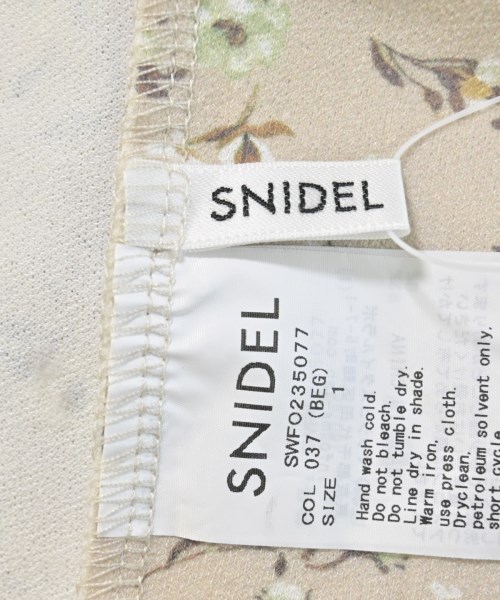 SNIDEL
SNIDEL
SWFO235077
COL 037 (BEG)
SIZE 1
Hand wash cold.
Do not bleach.
Do not tumble dry.
Line dry in shade.
Warm iron,
use press cloth.
Dryclean,
petroleum solvent only.
short cycle